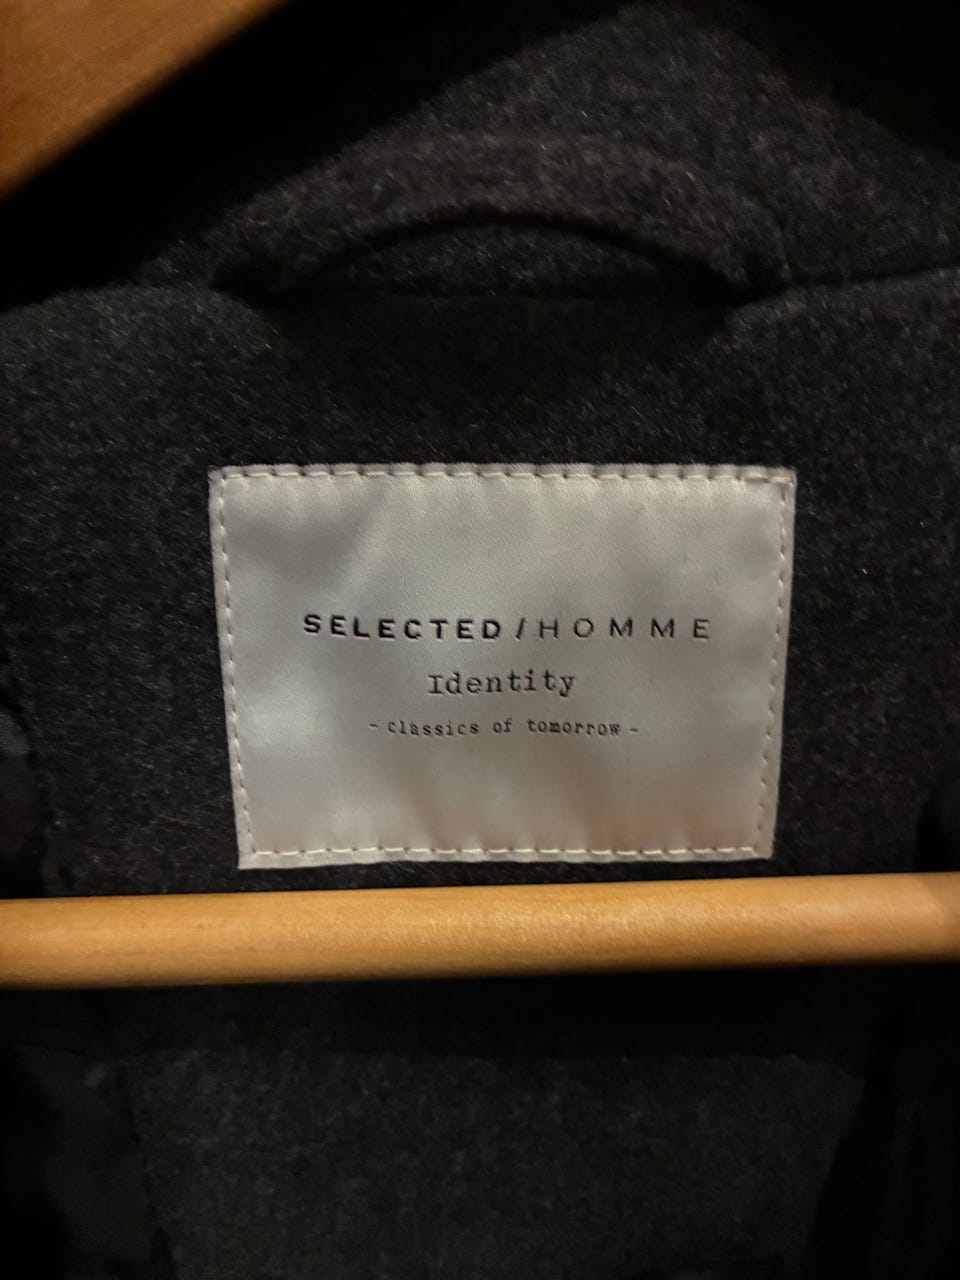 SELECTED/HOMME
Identity
- classics of tomorrow -